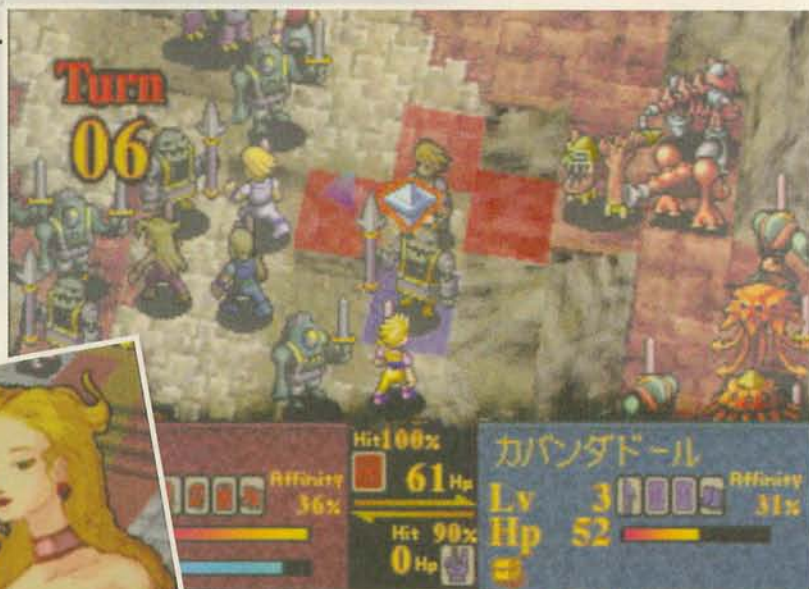 Turn
06
Hit100%
61Hp
Affinity
36%
Hit 90%
0Hp
カバンダドール
Lv 3
Hp 52
Affinity
31%